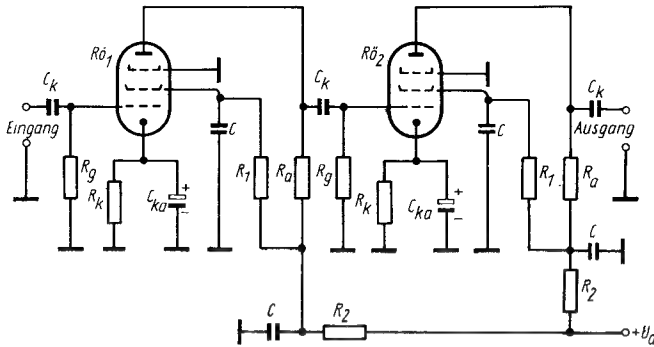 Rö1
Rö2
Ck
Ck
Ck
Eingang
C
C
Ausgang
Rg
R1
Ra
Rg
R1
Ra
Rk
Cka
+
−
Rk
Cka
+
−
C
R2
C
R2
+Ua